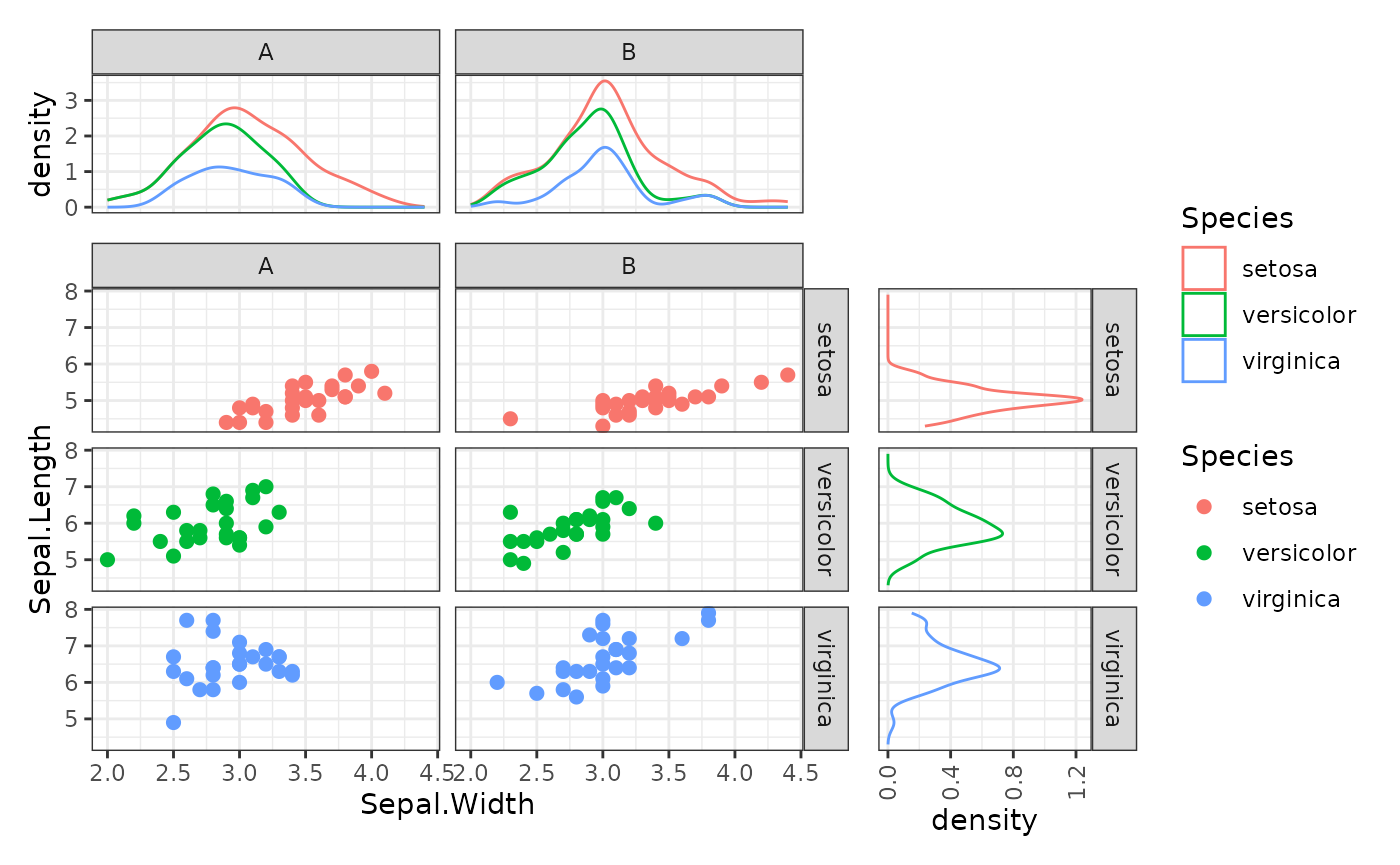 A B
density
3
2
1
0
A B
Species
setosa
versicolor
virginica
8
7
6
5
setosa setosa
Sepal.Length
8
7
6
5
versicolor versicolor
Species
setosa
versicolor
virginica
8
7
6
5
virginica virginica
2.0 2.5 3.0 3.5 4.0 4.5 2.0 2.5 3.0 3.5 4.0 4.5 0.0 0.4 0.8 1.2
Sepal.Width
density